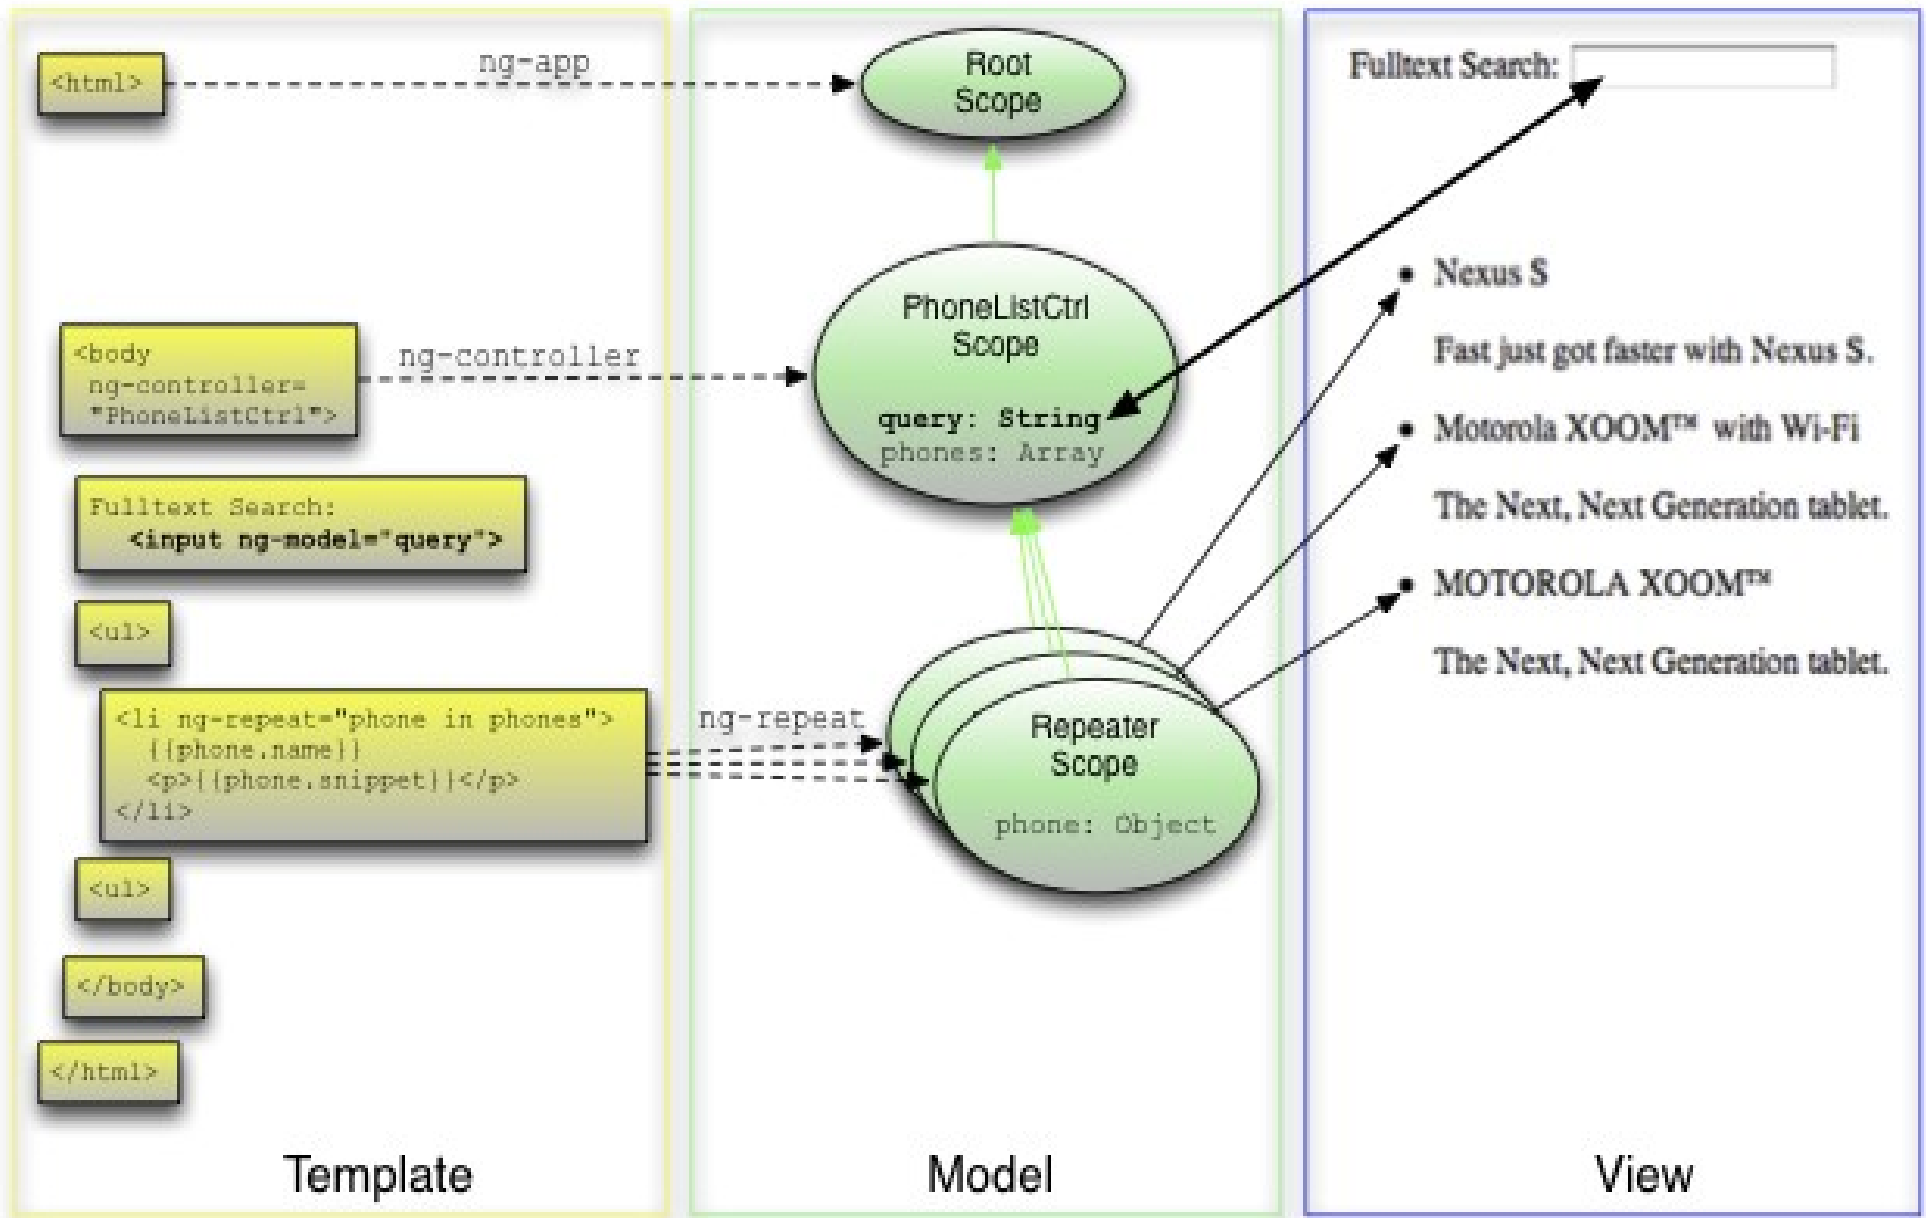 <html>
ng-app
Root
Scope
<body
ng-controller=
"PhoneListCtrl">
ng-controller
PhoneListCtrl
Scope
query: String
phones: Array
Fulltext Search:
<input ng-model="query">
<ul>
<li ng-repeat="phone in phones">
{{phone.name}}
<p>{{phone.snippet}}</p>
</li>
ng-repeat
Repeater
Scope
phone: Object
<ul>
</body>
</html>
Fulltext Search:
Nexus S
Fast just got faster with Nexus S.
Motorola XOOM™ with Wi-Fi
The Next, Next Generation tablet.
MOTOROLA XOOM™
The Next, Next Generation tablet.
Template
Model
View